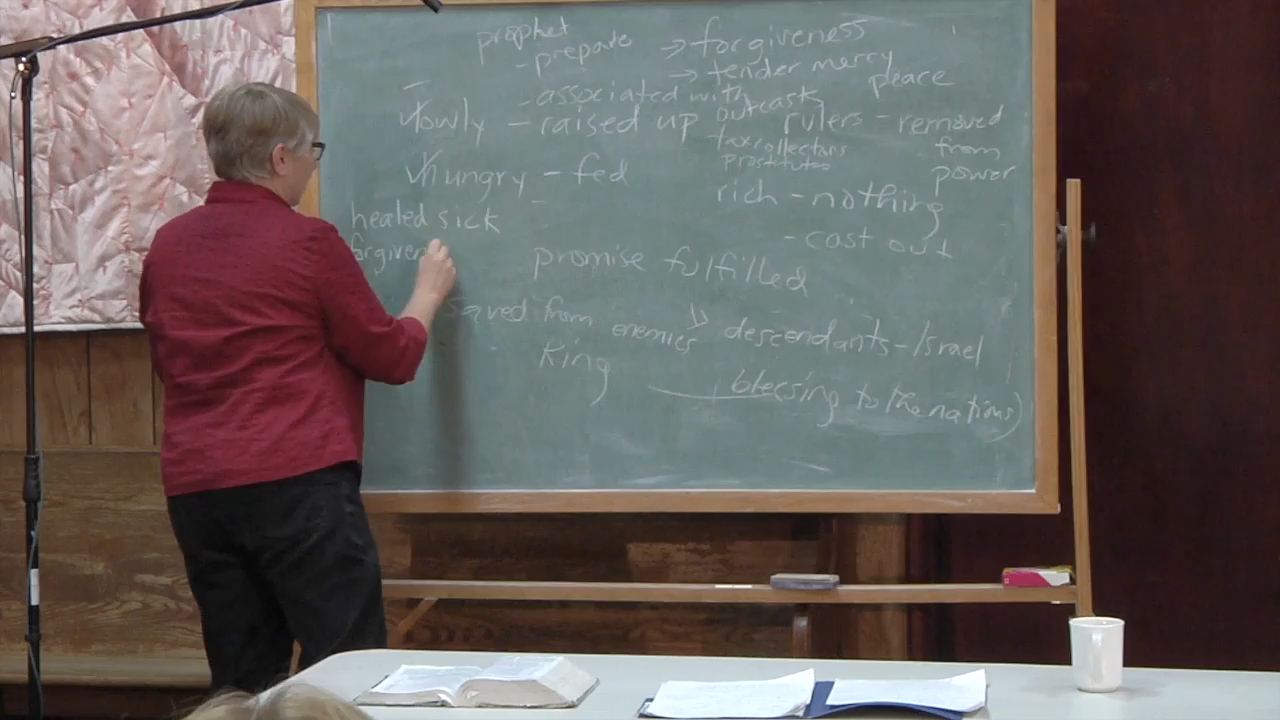 prophet
- prepare → forgiveness
→ tender mercy
peace
- associated with outcasts
lowly - raised up
tax collectors
prostitutes
rulers - removed from power
hungry - fed
rich - nothing
- cast out
healed sick
forgiven
promise fulfilled
saved from enemies
descendants - Israel
King
blessing to the nations)